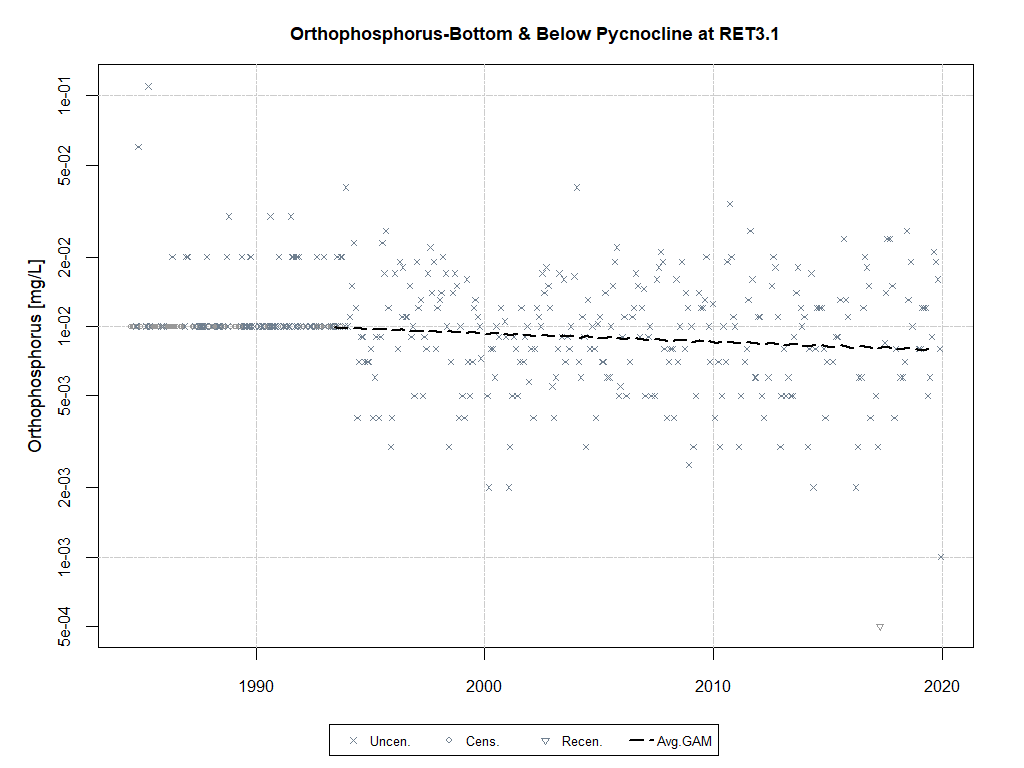 Orthophosphorus-Bottom & Below Pycnocline at RET3.1
Orthophosphorus [mg/L]
1e-01
5e-02
2e-02
1e-02
5e-03
2e-03
1e-03
5e-04
1990 2000 2010 2020
Uncen. Cens. Recen. Avg.GAM